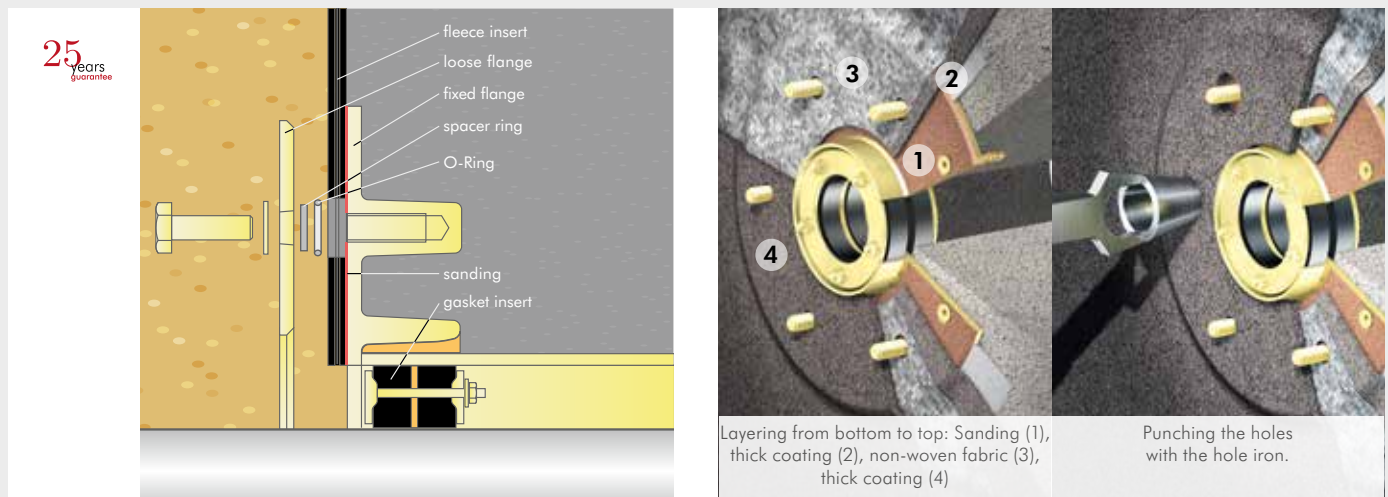 25
years
guarantee
fleece insert
loose flange
fixed flange
spacer ring
O-Ring
sanding
gasket insert
3
2
1
4
Layering from bottom to top: Sanding (1),
thick coating (2), non-woven fabric (3),
thick coating (4)
Punching the holes
with the hole iron.